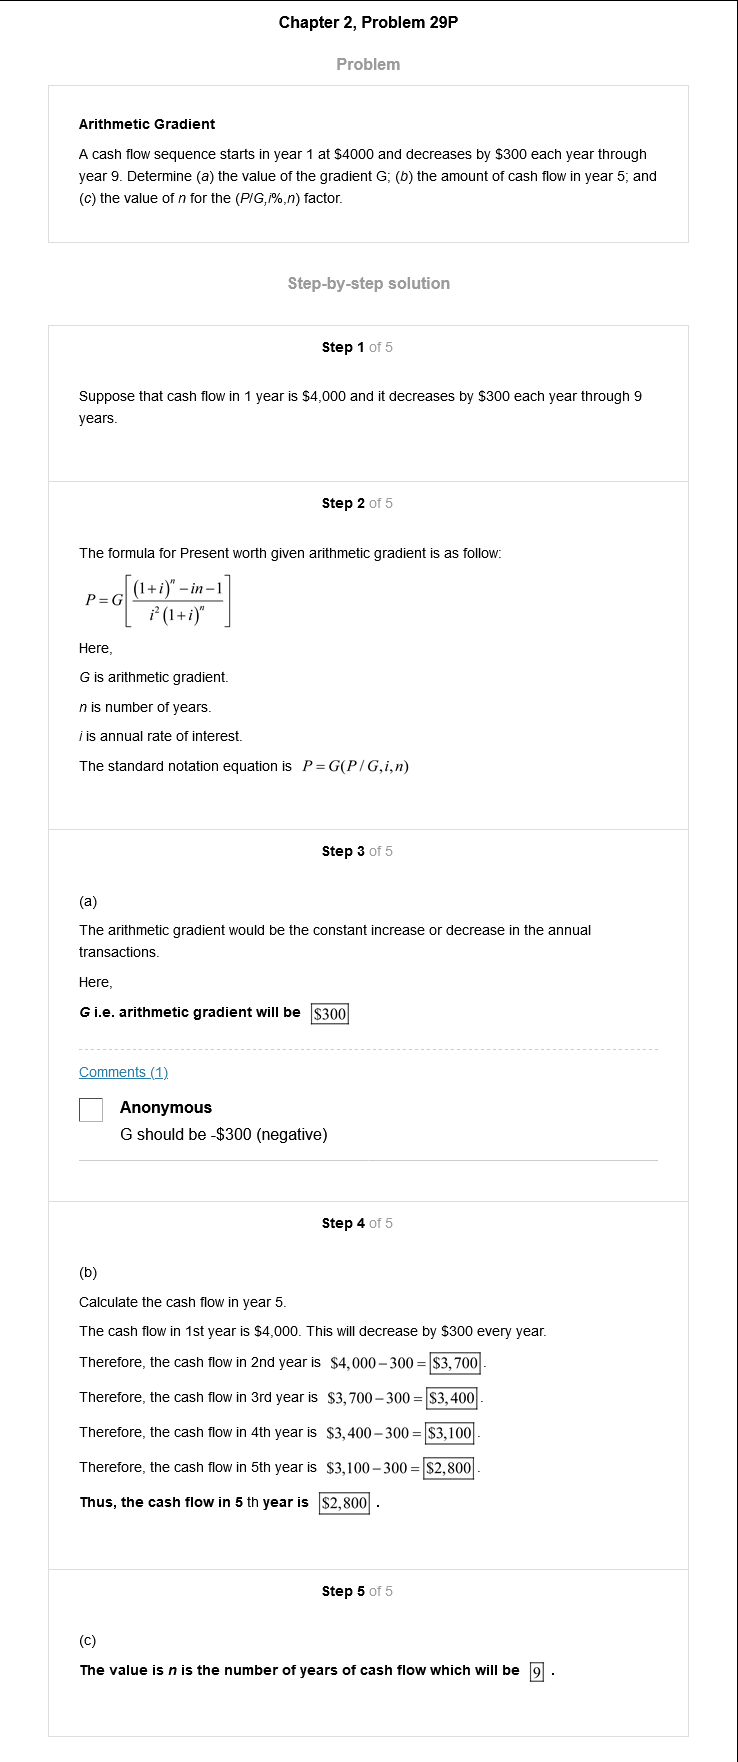 Chapter 2, Problem 29P
Problem
Arithmetic Gradient
A cash flow sequence starts in year 1 at $4000 and decreases by $300 each year through
year 9. Determine (a) the value of the gradient G; (b) the amount of cash flow in year 5; and
(c) the value of n for the (P/G,i%,n) factor.
Step-by-step solution
Step 1 of 5
Suppose that cash flow in 1 year is $4,000 and it decreases by $300 each year through 9
years.
Step 2 of 5
The formula for Present worth given arithmetic gradient is as follow:
P = G[((1+i)^n − in − 1) / (i²(1+i)^n)]
Here,
G is arithmetic gradient.
n is number of years.
i is annual rate of interest.
The standard notation equation is P = G(P / G,i,n)
Step 3 of 5
(a)
The arithmetic gradient would be the constant increase or decrease in the annual
transactions.
Here,
G i.e. arithmetic gradient will be $300
Comments (1)
Anonymous
G should be -$300 (negative)
Step 4 of 5
(b)
Calculate the cash flow in year 5.
The cash flow in 1st year is $4,000. This will decrease by $300 every year.
Therefore, the cash flow in 2nd year is $4,000 − 300 = $3,700.
Therefore, the cash flow in 3rd year is $3,700 − 300 = $3,400.
Therefore, the cash flow in 4th year is $3,400 − 300 = $3,100.
Therefore, the cash flow in 5th year is $3,100 − 300 = $2,800.
Thus, the cash flow in 5 th year is $2,800 .
Step 5 of 5
(c)
The value is n is the number of years of cash flow which will be 9 .